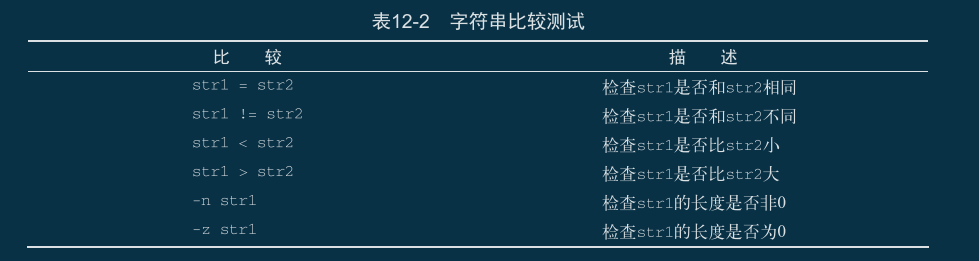 表12-2 字符串比较测试
比 较 描 述
str1 = str2 检查str1是否和str2相同
str1 != str2 检查str1是否和str2不同
str1 < str2 检查str1是否比str2小
str1 > str2 检查str1是否比str2大
-n str1 检查str1的长度是否非0
-z str1 检查str1的长度是否为0